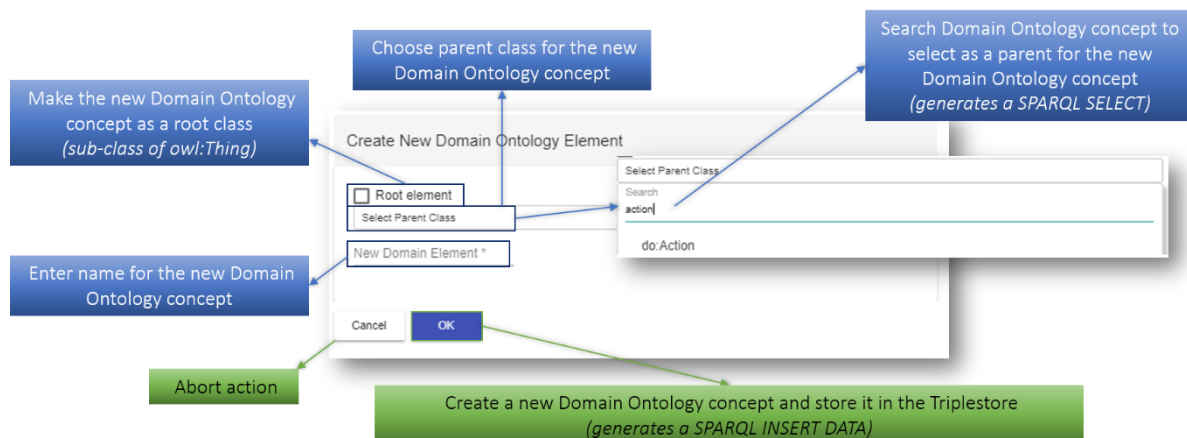 Choose parent class for the new
Domain Ontology concept
Search Domain Ontology concept to
select as a parent for the new
Domain Ontology concept
(generates a SPARQL SELECT)
Make the new Domain Ontology
concept as a root class
(sub-class of owl:Thing)
Create New Domain Ontology Element
Root element
Select Parent Class
Select Parent Class
Search
action
do:Action
New Domain Element *
Enter name for the new Domain
Ontology concept
Cancel
OK
Abort action
Create a new Domain Ontology concept and store it in the Triplestore
(generates a SPARQL INSERT DATA)